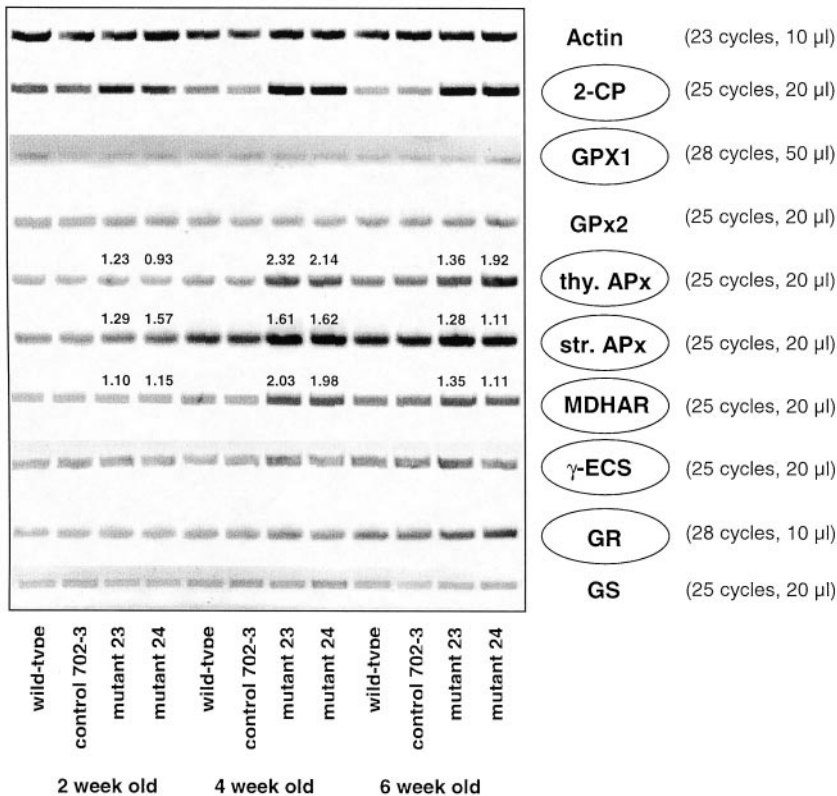 Actin (23 cycles, 10 µl)
2-CP (25 cycles, 20 µl)
GPX1 (28 cycles, 50 µl)
GPx2 (25 cycles, 20 µl)
1.23 0.93 2.32 2.14 1.36 1.92
thy. APx (25 cycles, 20 µl)
1.29 1.57 1.61 1.62 1.28 1.11
str. APx (25 cycles, 20 µl)
1.10 1.15 2.03 1.98 1.35 1.11
MDHAR (25 cycles, 20 µl)
γ-ECS (25 cycles, 20 µl)
GR (28 cycles, 10 µl)
GS (25 cycles, 20 µl)
wild-type
control 702-3
mutant 23
mutant 24
wild-type
control 702-3
mutant 23
mutant 24
wild-type
control 702-3
mutant 23
mutant 24
2 week old 4 week old 6 week old